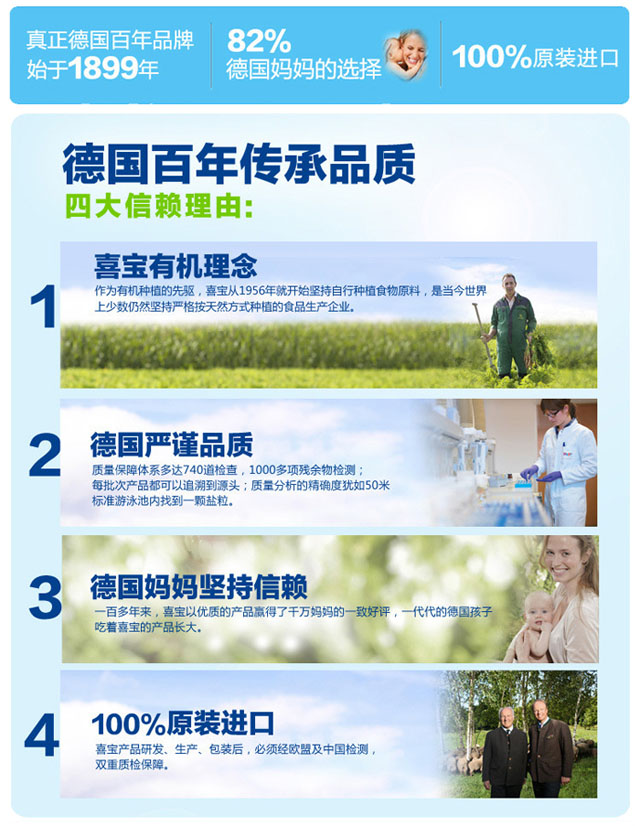 真正德国百年品牌
始于1899年
82%
德国妈妈的选择
100%原装进口
德国百年传承品质
四大信赖理由:
1
喜宝有机理念
作为有机种植的先驱，喜宝从1956年就开始坚持自行种植食物原料，是当今世界
上少数仍然坚持严格按天然方式种植的食品生产企业。
2
德国严谨品质
质量保障体系多达740道检查，1000多项残余物检测；
每批次产品都可以追溯到源头；质量分析的精确度犹如50米
标准游泳池内找到一颗盐粒。
3
德国妈妈坚持信赖
一百多年来，喜宝以优质的产品赢得了千万妈妈的一致好评，一代代的德国孩子
吃着喜宝的产品长大。
4
100%原装进口
喜宝产品研发、生产、包装后，必须经欧盟及中国检测，
双重质检保障。